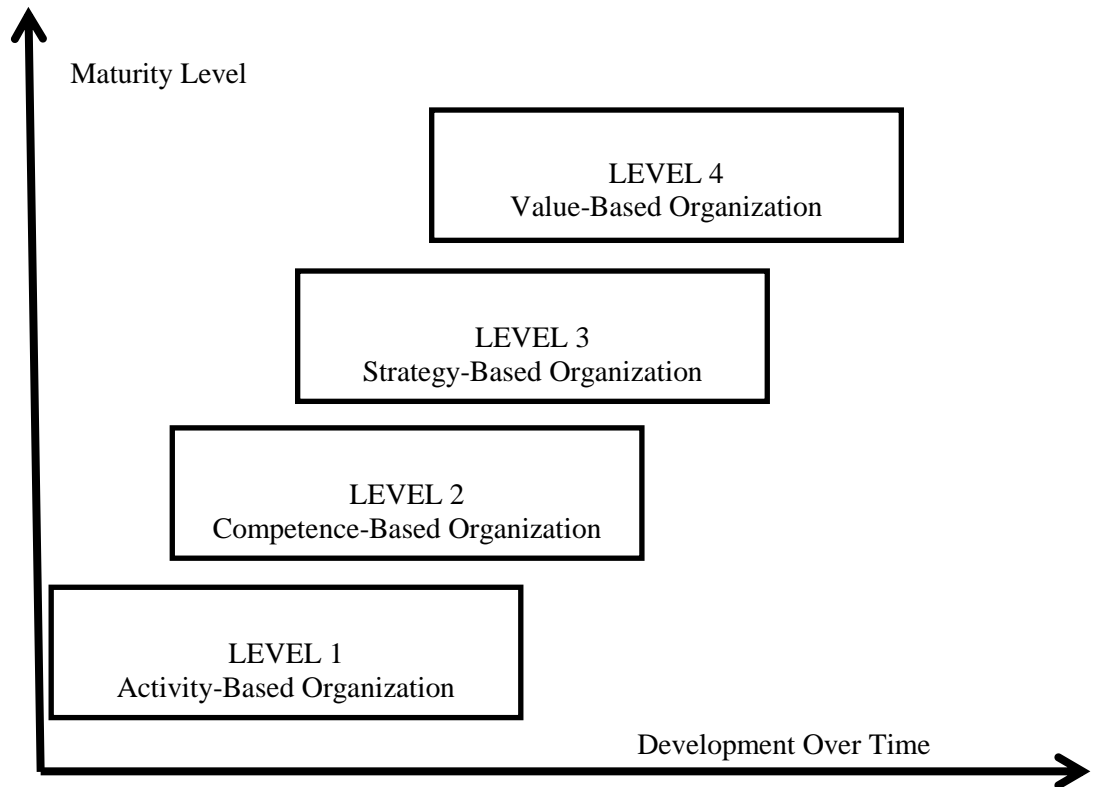 Maturity Level
LEVEL 4
Value-Based Organization
LEVEL 3
Strategy-Based Organization
LEVEL 2
Competence-Based Organization
LEVEL 1
Activity-Based Organization
Development Over Time